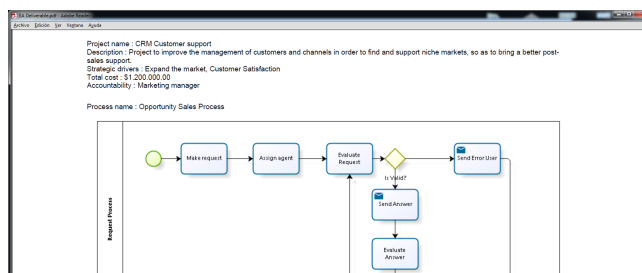 EA Deliverable.pdf - Adobe Reader
Archivo Edición Ver Ventana Ayuda
Project name : CRM Customer support
Description : Project to improve the management of customers and channels in order to find and support niche markets, so as to bring a better post-
sales support.
Strategic drivers : Expand the market, Customer Satisfaction
Total cost : $1.200.000.00
Accountability : Marketing manager
Process name : Opportunity Sales Process
Request Process
Make request
Assign agent
Evaluate
Request
Is Valid?
Send Error User
Send Answer
Evaluate
Answer